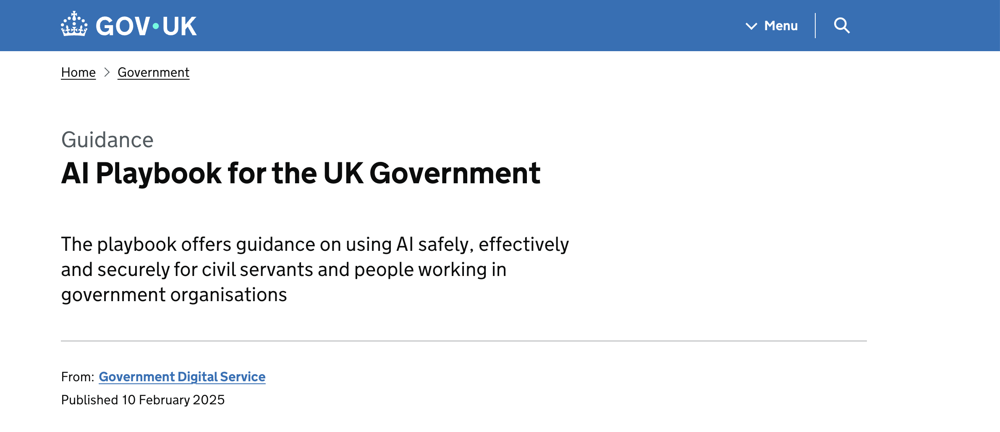 GOV·UK
Menu
Home > Government
Guidance
AI Playbook for the UK Government
The playbook offers guidance on using AI safely, effectively
and securely for civil servants and people working in
government organisations
From: Government Digital Service
Published 10 February 2025